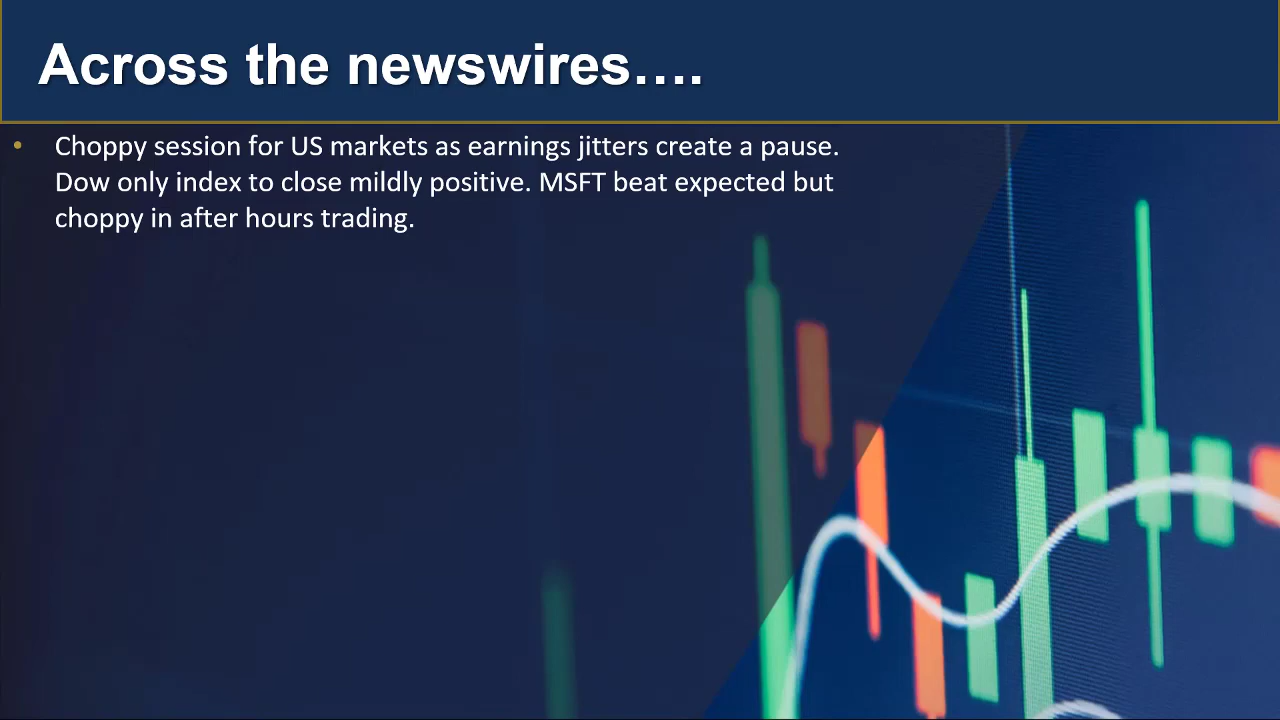 Across the newswires….
• Choppy session for US markets as earnings jitters create a pause.
Dow only index to close mildly positive. MSFT beat expected but
choppy in after hours trading.